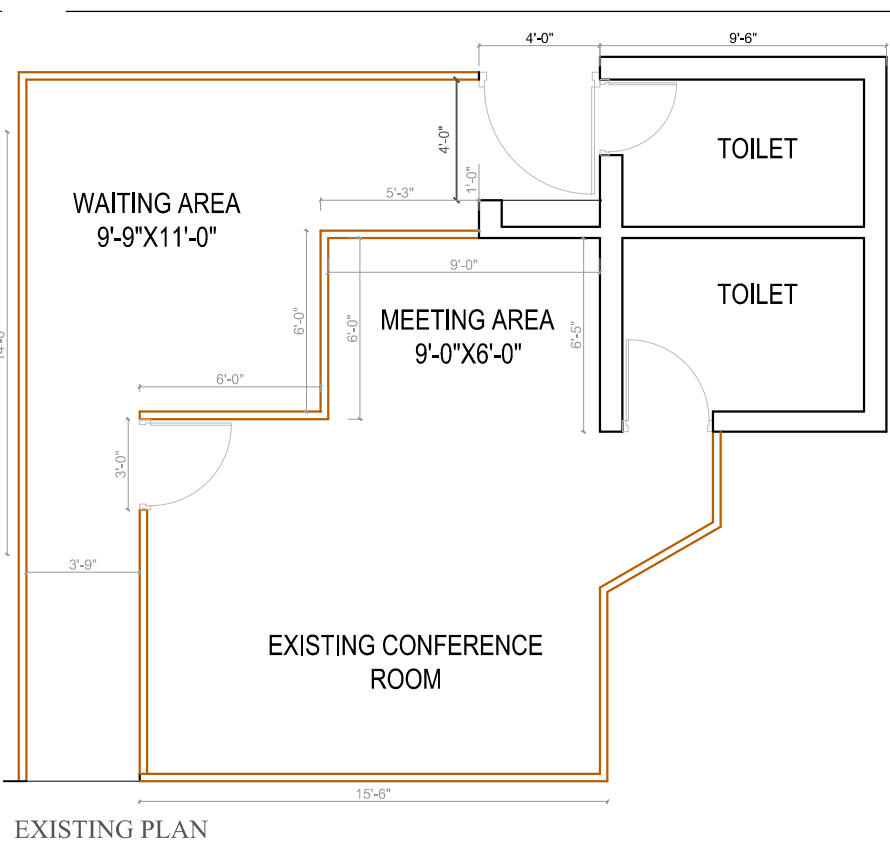 4'-0"
9'-6"
4'-0"
TOILET
5'-3"
1'-0"
WAITING AREA
9'-9"X11'-0"
9'-0"
TOILET
6'-0"
6'-0"
MEETING AREA
9'-0"X6'-0"
6'-5"
6'-0"
3'-0"
3'-9"
EXISTING CONFERENCE
ROOM
15'-6"
EXISTING PLAN